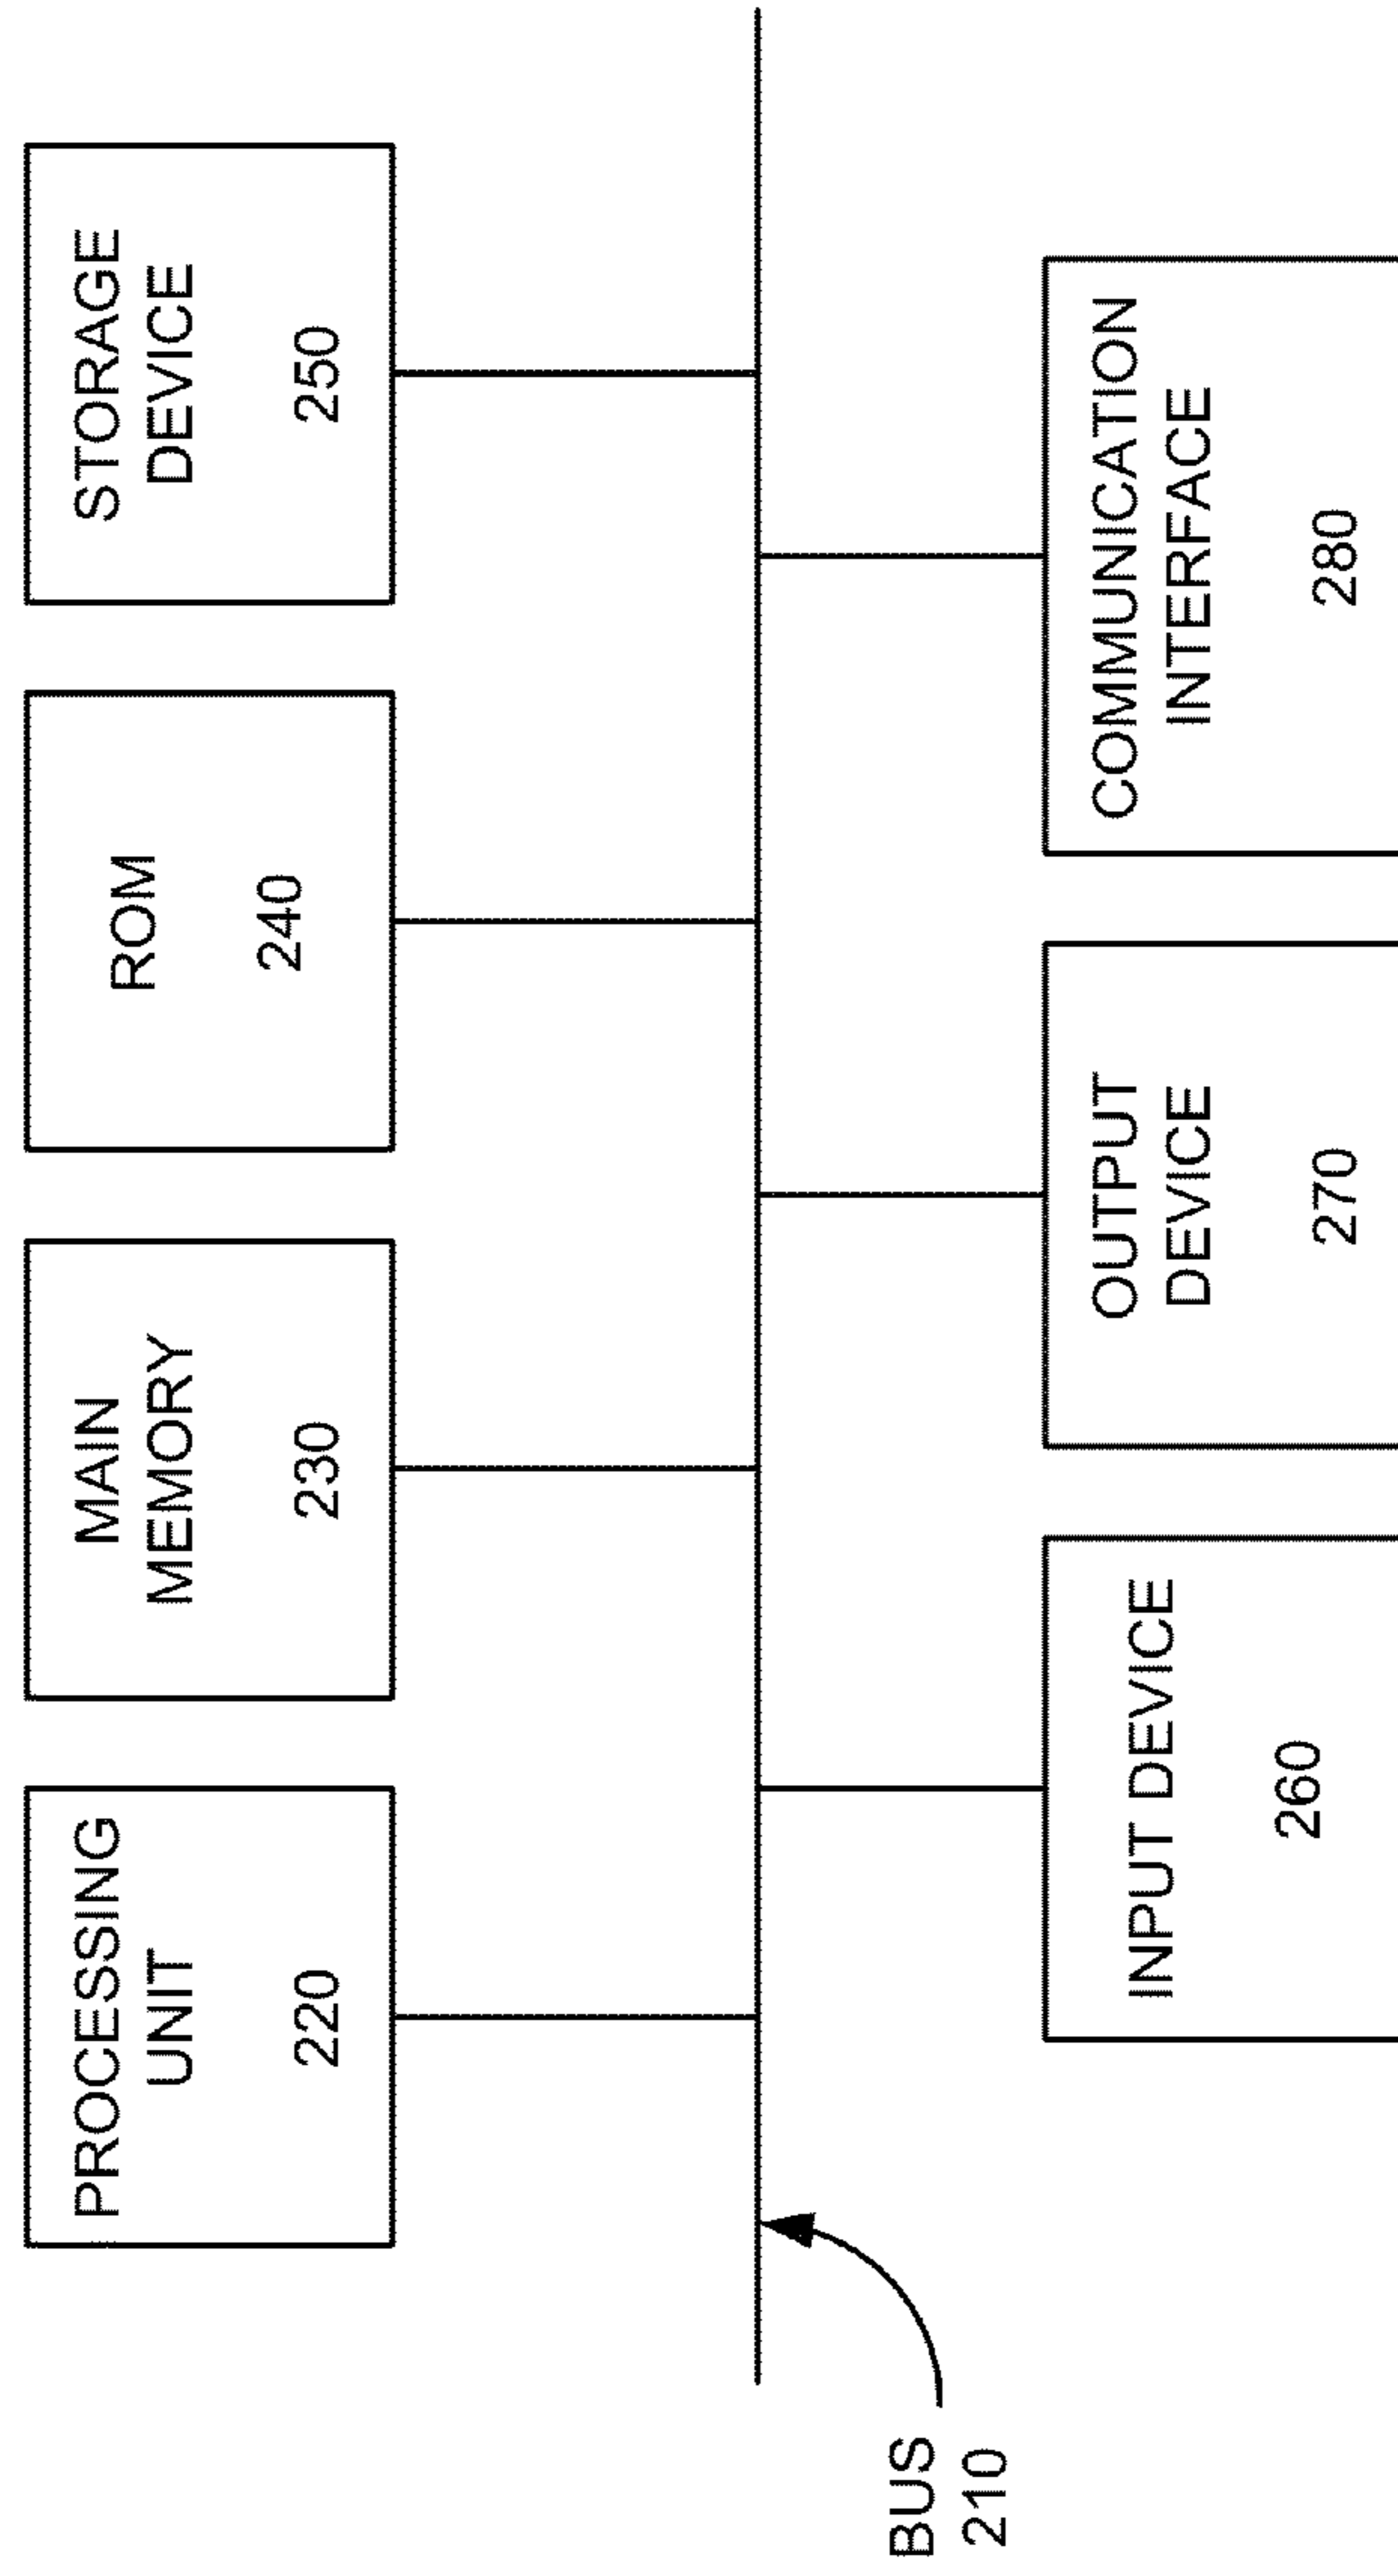 PROCESSING
UNIT
220
MAIN
MEMORY
230
ROM
240
STORAGE
DEVICE
250
BUS
210
INPUT DEVICE
260
OUTPUT
DEVICE
270
COMMUNICATION
INTERFACE
280